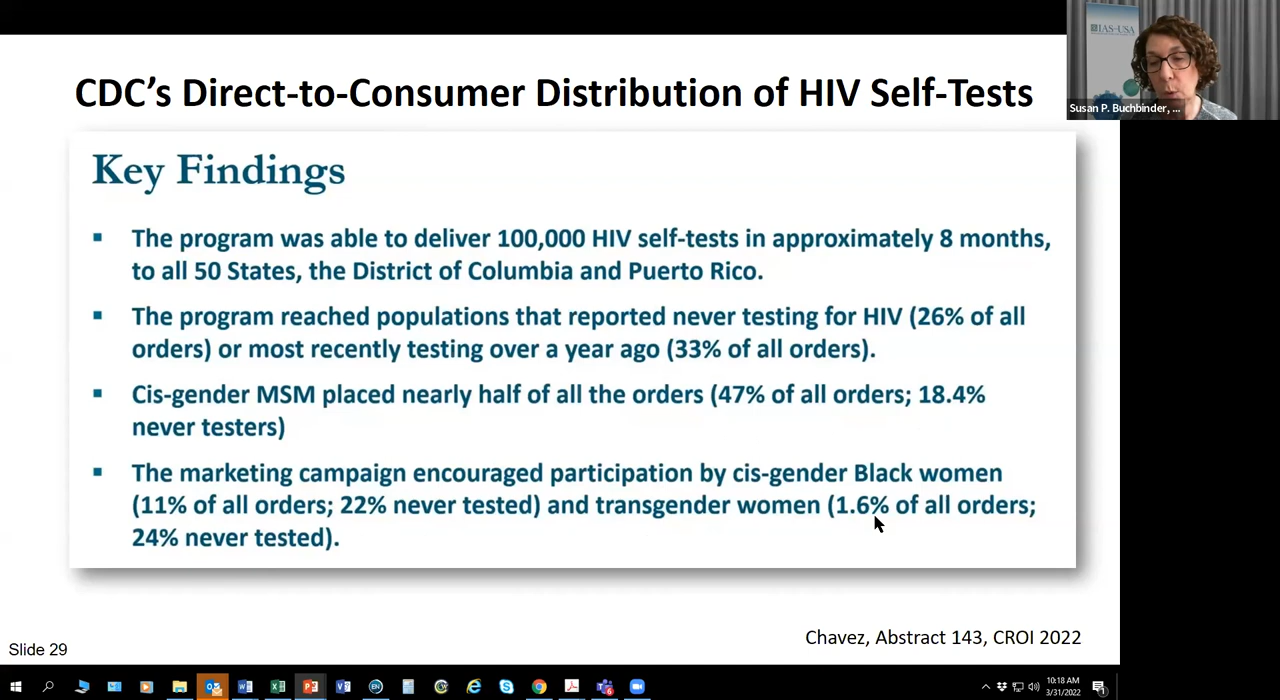 IAS-USA
Susan P. Buchbinder, ...
CDC's Direct-to-Consumer Distribution of HIV Self-Tests
Key Findings
▪ The program was able to deliver 100,000 HIV self-tests in approximately 8 months,
to all 50 States, the District of Columbia and Puerto Rico.
▪ The program reached populations that reported never testing for HIV (26% of all
orders) or most recently testing over a year ago (33% of all orders).
▪ Cis-gender MSM placed nearly half of all the orders (47% of all orders; 18.4%
never testers)
▪ The marketing campaign encouraged participation by cis-gender Black women
(11% of all orders; 22% never tested) and transgender women (1.6% of all orders;
24% never tested).
Chavez, Abstract 143, CROI 2022
Slide 29
10:18 AM
3/31/2022